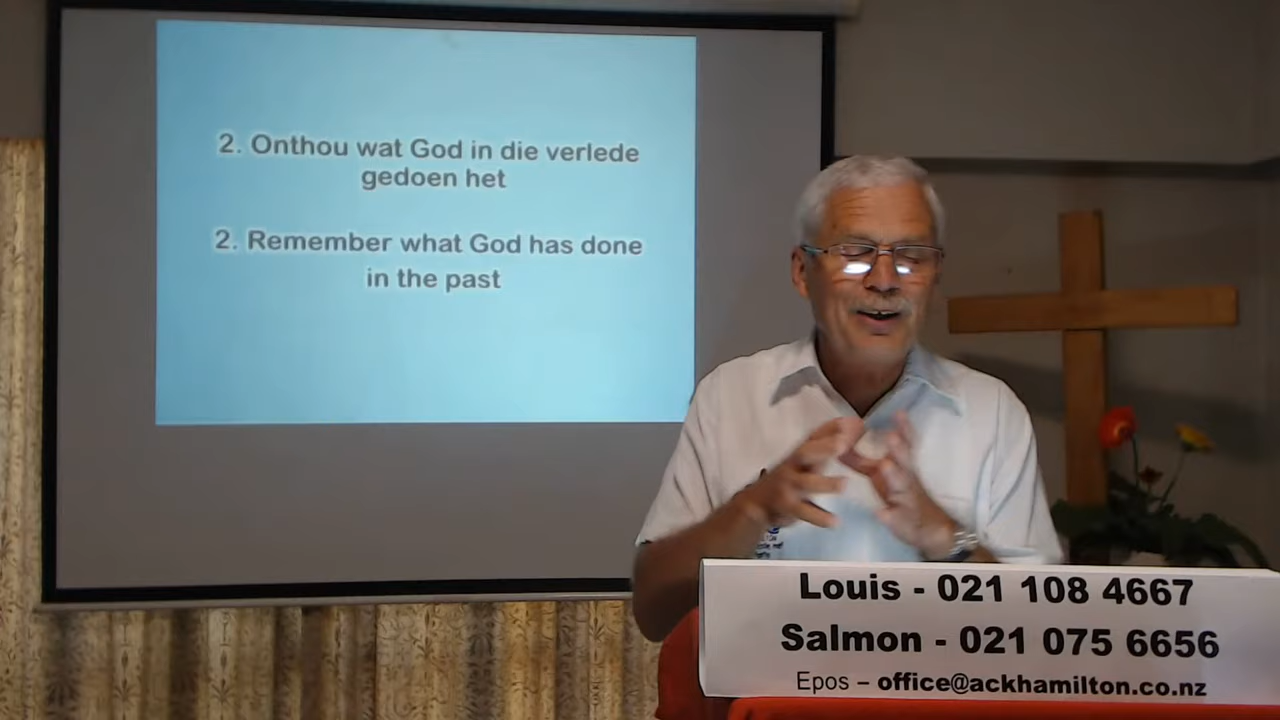 2. Onthou wat God in die verlede
gedoen het
2. Remember what God has done
in the past
Louis - 021 108 4667
Salmon - 021 075 6656
Epos – office@ackhamilton.co.nz